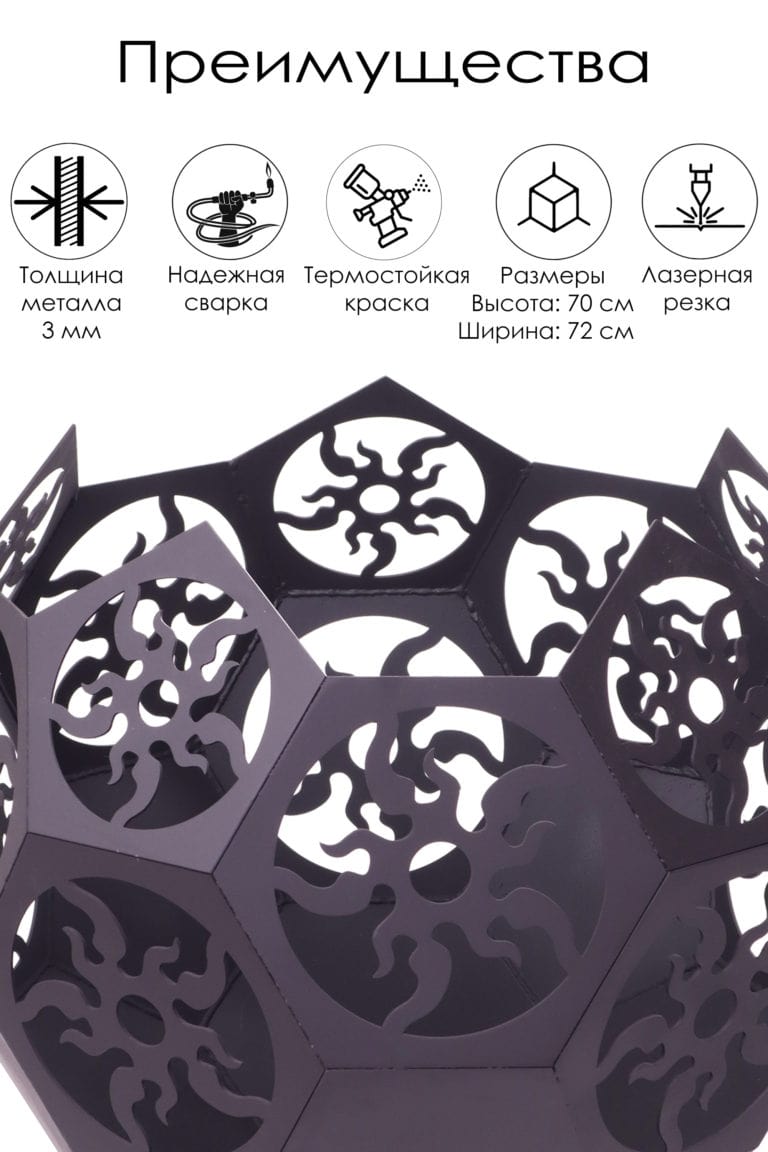 Преимущества
Толщина
металла
3 мм
Надежная
сварка
Термостойкая
краска
Размеры
Высота: 70 см
Ширина: 72 см
Лазерная
резка